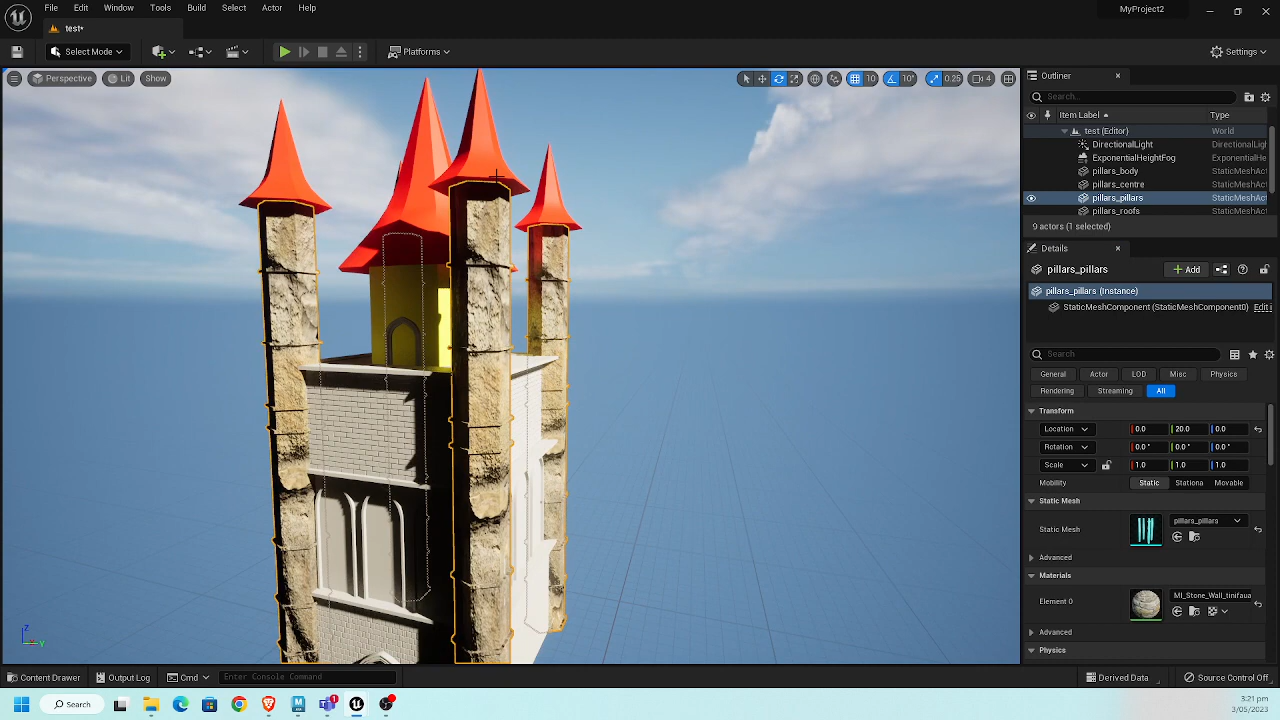 File Edit Window Tools Build Select Actor Help
MyProject2
test*
Select Mode
Platforms
Settings
Perspective Lit Show
10 10° 0.25 4
Outliner
Search...
Item Label Type
test (Editor) World
DirectionalLight DirectionalLigh
ExponentialHeightFog ExponentialHe
pillars_body StaticMeshAct
pillars_centre StaticMeshAct
pillars_pillars StaticMeshAct
pillars_roofs StaticMeshAct
9 actors (1 selected)
Details
pillars_pillars
Add
pillars_pillars (Instance)
StaticMeshComponent (StaticMeshComponent0) Edit
Search
General Actor LOD Misc Physics
Rendering Streaming All
Transform
Location 0.0 20.0 0.0
Rotation 0.0° 0.0° 0.0°
Scale 1.0 1.0 1.0
Mobility Static Stationa Movable
Static Mesh
Static Mesh pillars_pillars
Advanced
Materials
Element 0 MI_Stone_Wall_tinifaua
Advanced
Physics
Z
Y
Content Drawer Output Log Cmd Enter Console Command
Source Control Off
Search
1
3:21 pm
3/05/2023